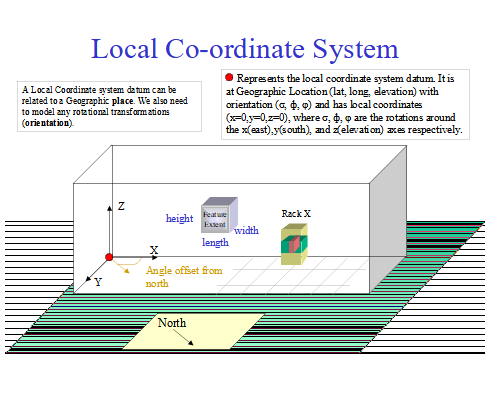 Local Co-ordinate System
A Local Coordinate system datum can be
related to a Geographic place. We also need
to model any rotational transformations
(orientation).
Represents the local coordinate system datum. It is
at Geographic Location (lat, long, elevation) with
orientation (σ, ϕ, φ) and has local coordinates
(x=0,y=0,z=0), where σ, ϕ, φ are the rotations around
the x(east),y(south), and z(elevation) axes respectively.
Z
height
Feature
Extent
width
length
Rack X
X
Y
Angle offset from
north
North